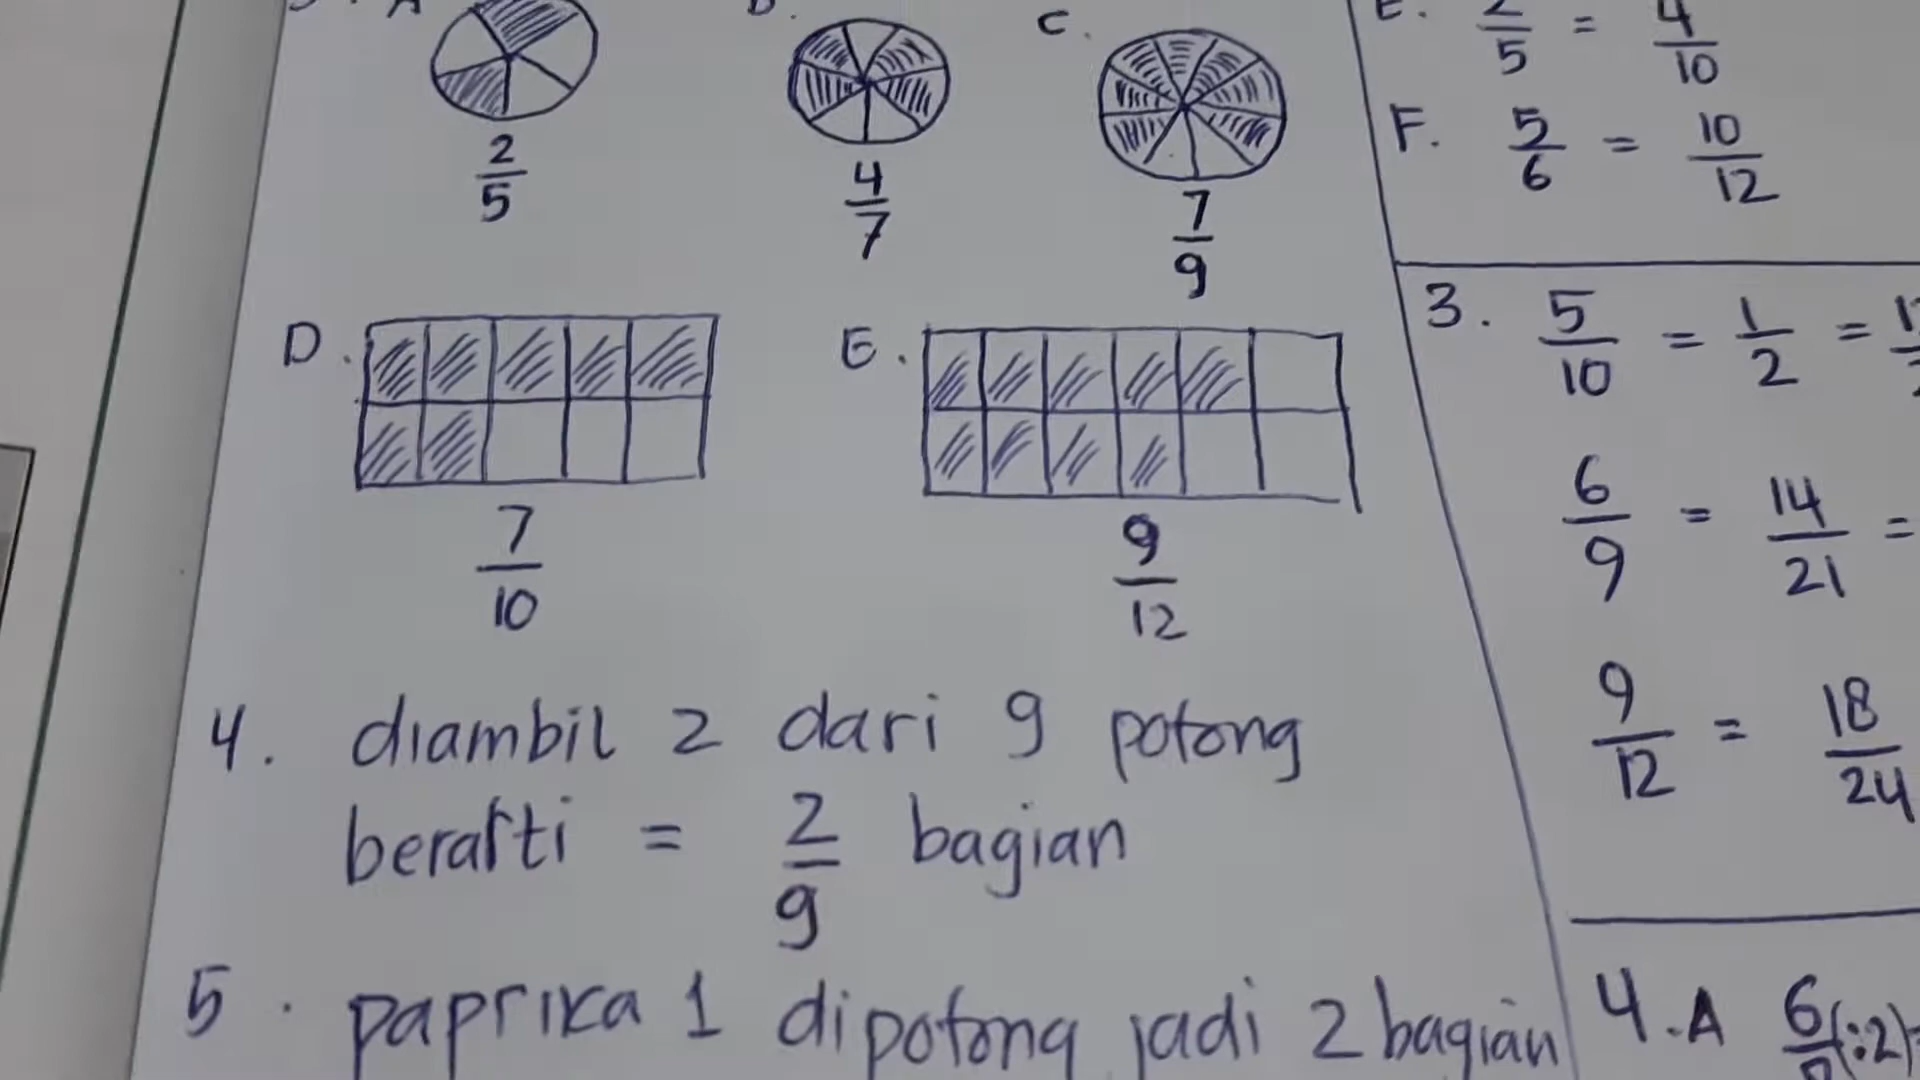 A
C.
2/5
4/7
7/9
D.
E.
7/10
9/12
4. diambil 2 dari 9 potong
berarti = 2/9 bagian
5. paprika 1 dipotong jadi 2 bagian
E. 2/5 = 4/10
F. 5/6 = 10/12
3. 5/10 = 1/2 =
6/9 = 14/21 =
9/12 = 18/24
4. A 6 (:2)